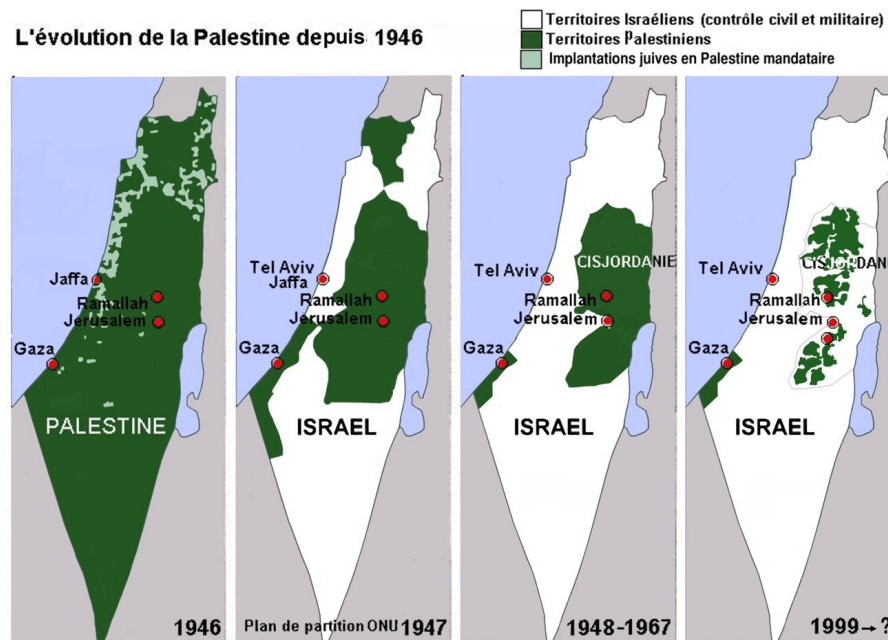 L'évolution de la Palestine depuis 1946
Territoires Israéliens (contrôle civil et militaire)
Territoires Palestiniens
Implantations juives en Palestine mandataire
Jaffa
Ramallah
Jerusalem
Gaza
PALESTINE
1946
Tel Aviv
Jaffa
Ramallah
Jerusalem
Gaza
ISRAEL
Plan de partition ONU 1947
CISJORDANIE
Tel Aviv
Ramallah
Jerusalem
Gaza
ISRAEL
1948-1967
CISJORDAN
Tel Aviv
Ramallah
Jerusalem
Gaza
ISRAEL
1999→?